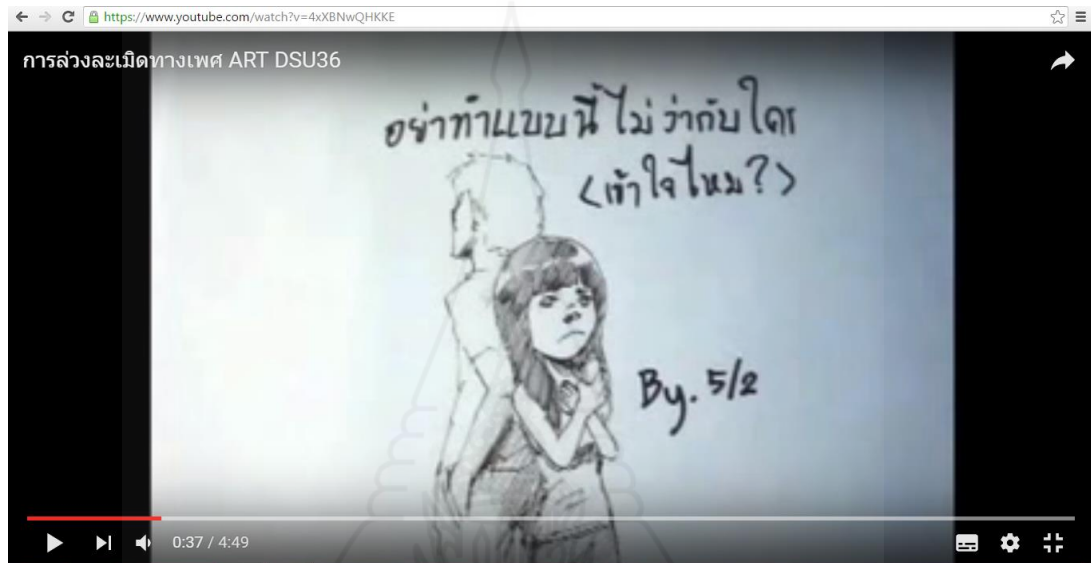 https://www.youtube.com/watch?v=4xXBNwQHKKE
การล่วงละเมิดทางเพศ ART DSU36
อย่าทำแบบนี้ ไม่ ว่ากับใคร
<เข้าใจไหม?>
By. 5/2
0:37 / 4:49